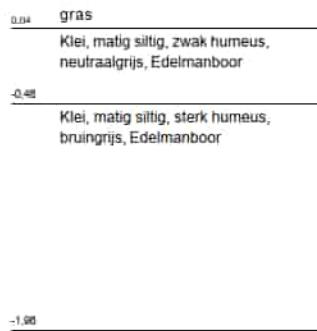 0.04 gras
Klei, matig siltig, zwak humeus,
neutraalgrijs, Edelmanboor
-0.48
Klei, matig siltig, sterk humeus,
bruingrijs, Edelmanboor
-1.96